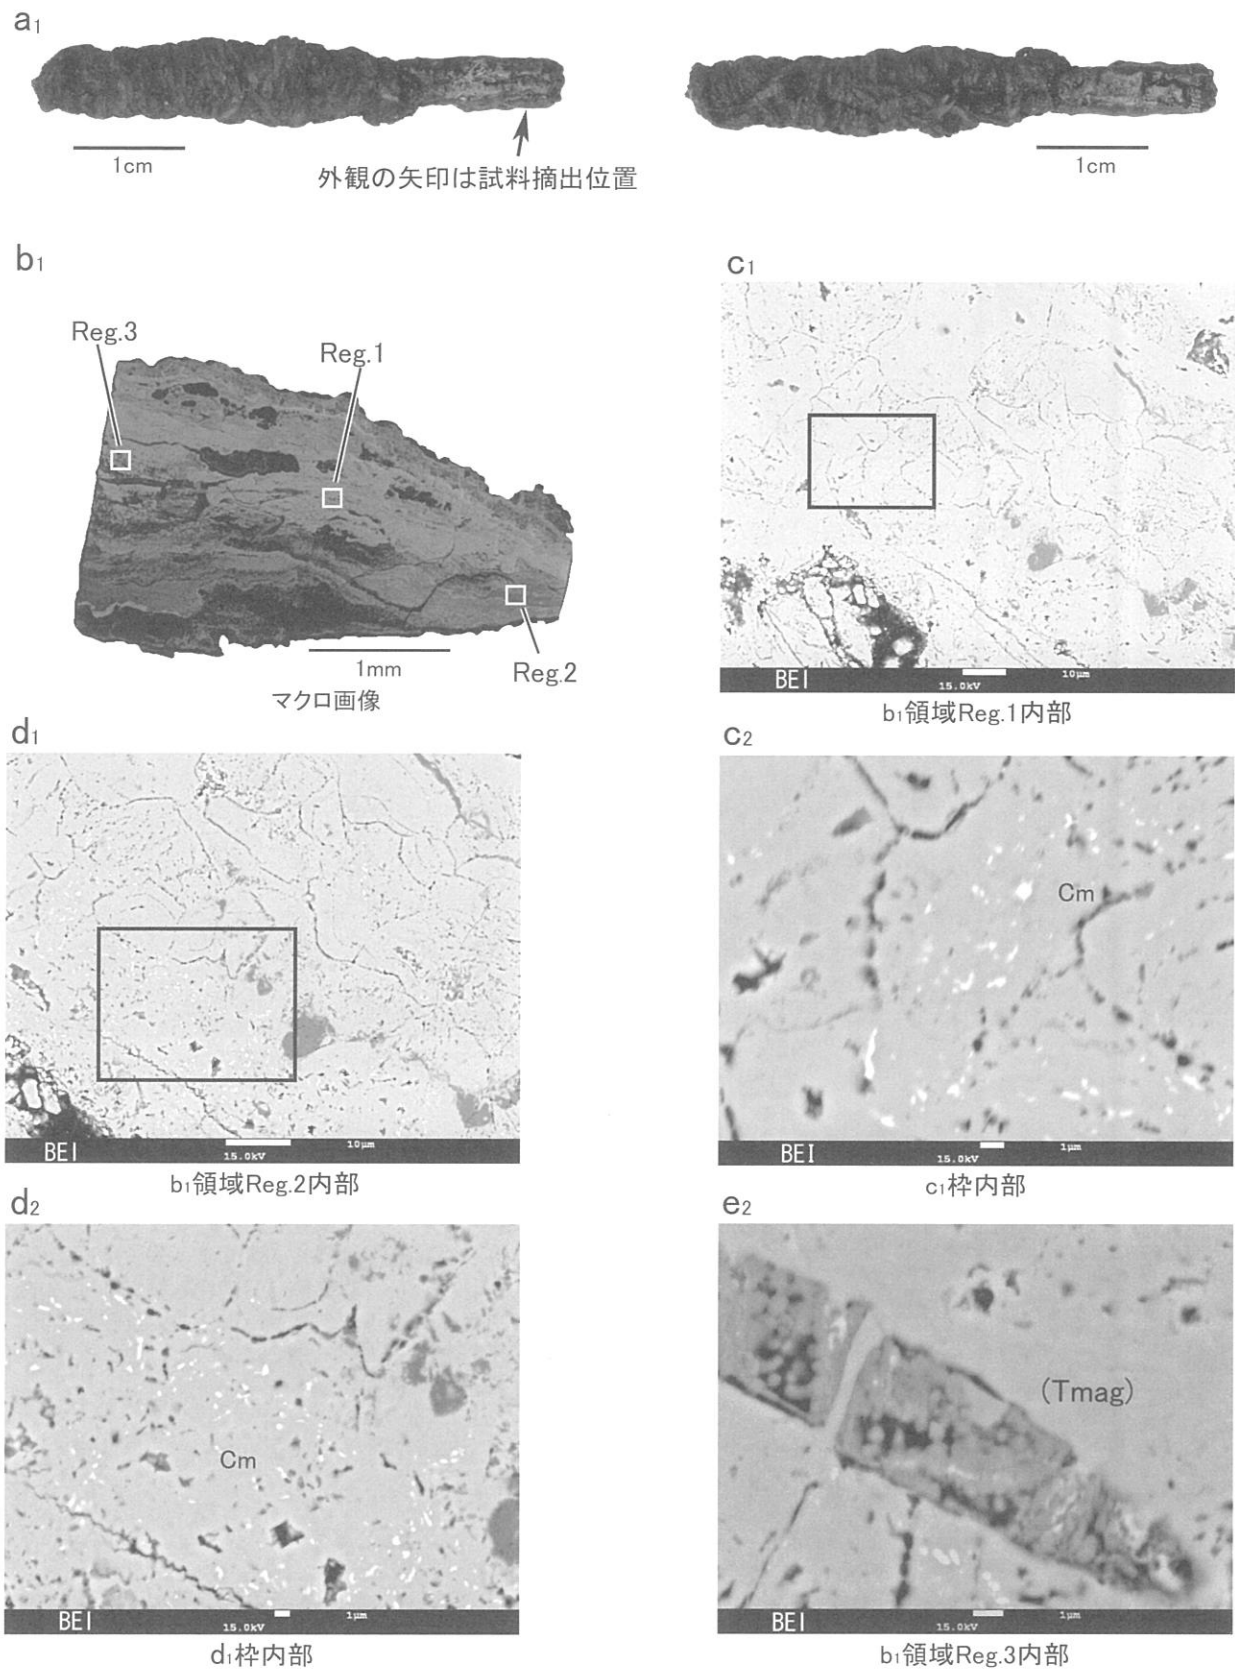 a1
1cm
外観の矢印は試料摘出位置
1cm
b1
Reg.3
Reg.1
Reg.2
1mm
マクロ画像
c1
BEI
15.0kV
10μm
b1領域Reg.1内部
d1
BEI
15.0kV
10μm
b1領域Reg.2内部
c2
Cm
BEI
15.0kV
1μm
c1枠内部
d2
Cm
BEI
15.0kV
1μm
d1枠内部
e2
(Tmag)
BEI
15.0kV
1μm
b1領域Reg.3内部